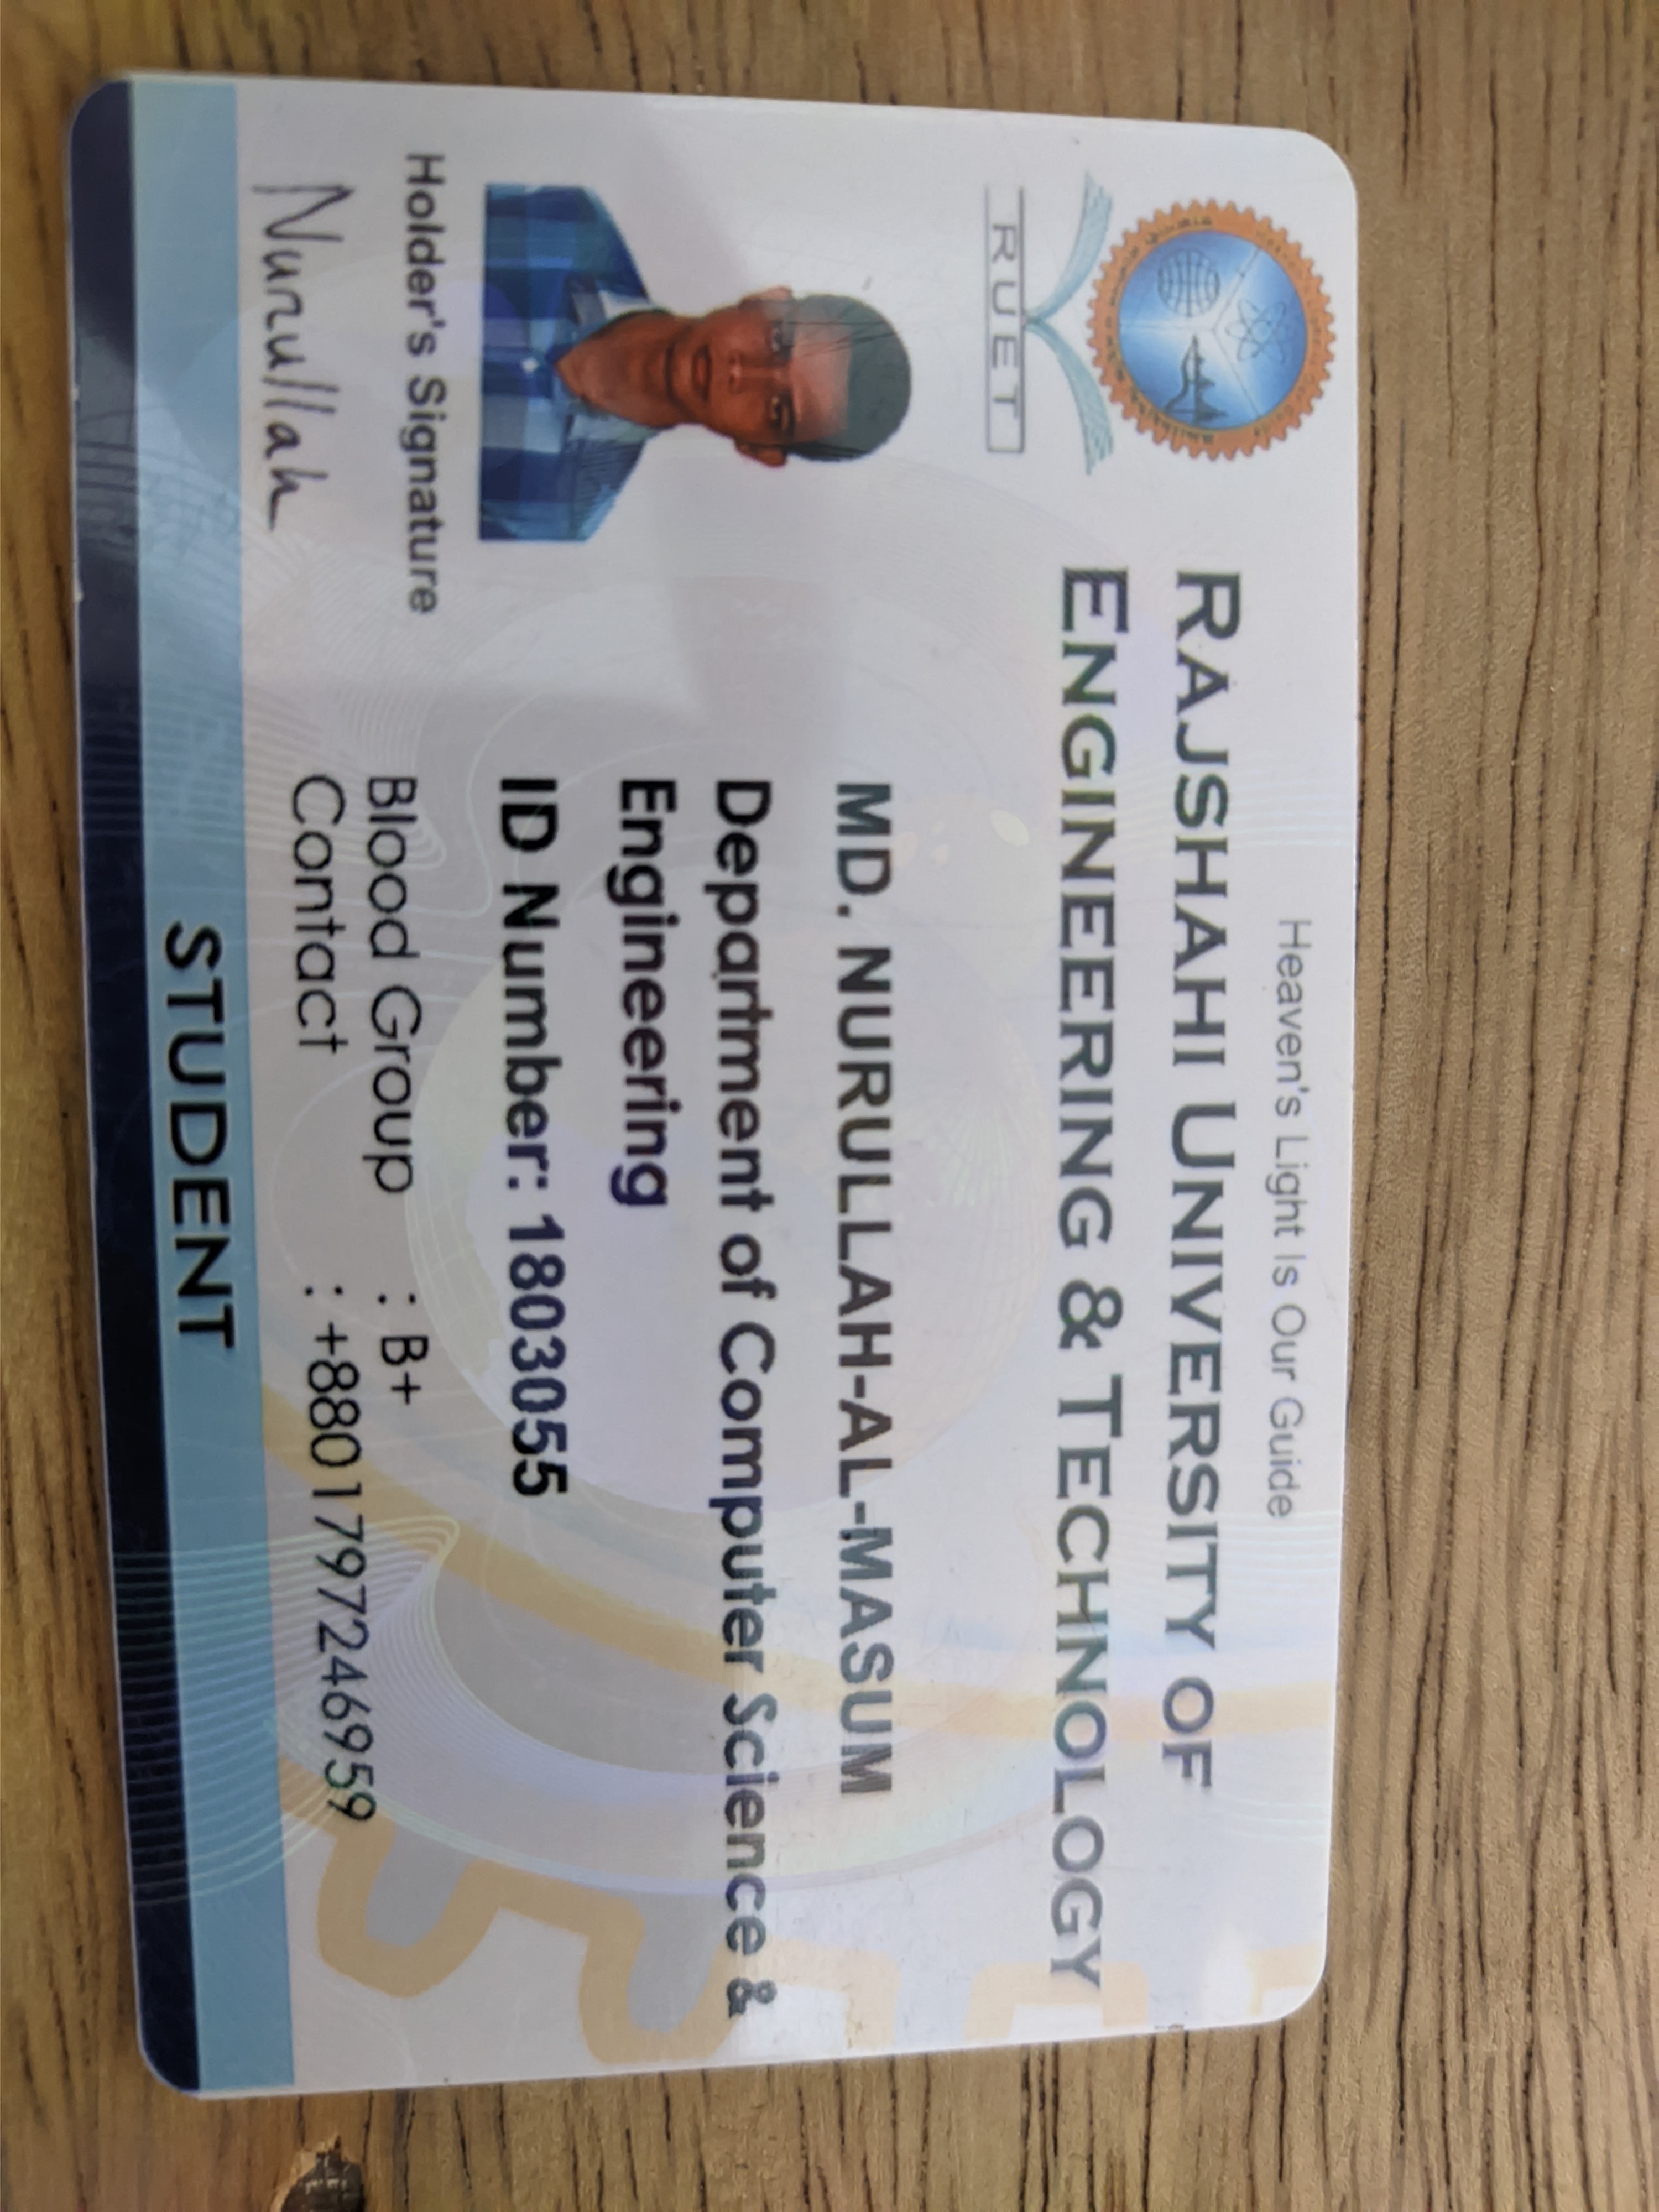 Heaven's Light Is Our Guide
RAJSHAHI UNIVERSITY OF
ENGINEERING & TECHNOLOGY
RUET
MD. NURULLAH-AL-MASUM
Department of Computer Science &
Engineering
ID Number: 1803055
Holder's Signature
Nurullah
Blood Group : B+
Contact : +8801797246959
STUDENT